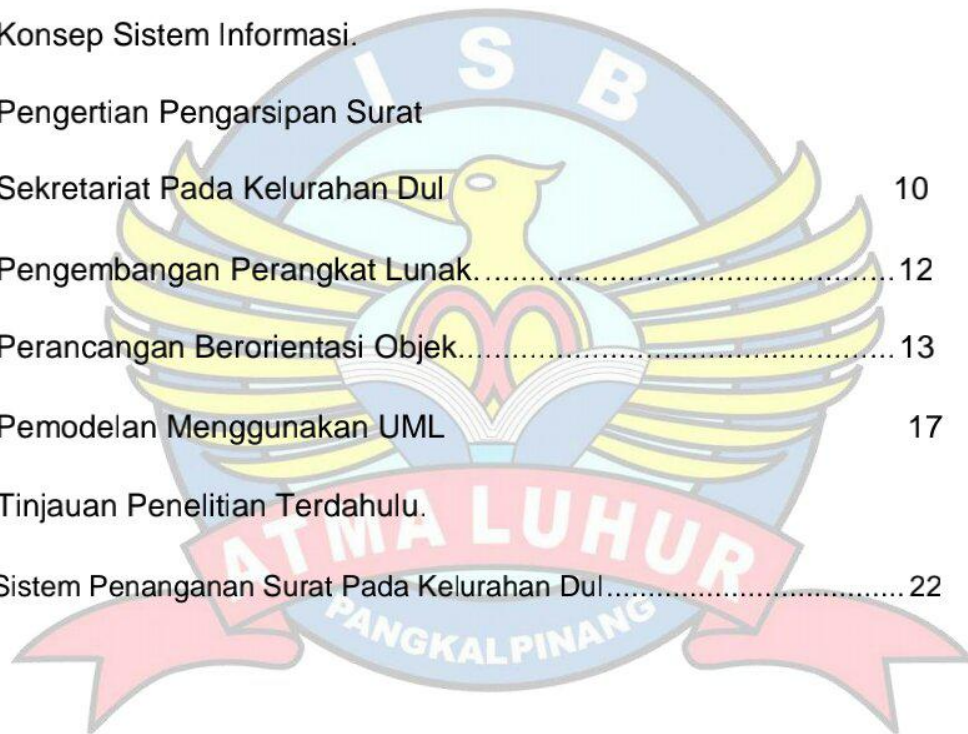 Konsep Sistem Informasi.
Pengertian Pengarsipan Surat
Sekretariat Pada Kelurahan Dul 10
Pengembangan Perangkat Lunak...............................................12
Perancangan Berorientasi Objek................................................13
Pemodelan Menggunakan UML 17
Tinjauan Penelitian Terdahulu.
Sistem Penanganan Surat Pada Kelurahan Dul..................................22
ISB
ATMA LUHUR
PANGKALPINANG